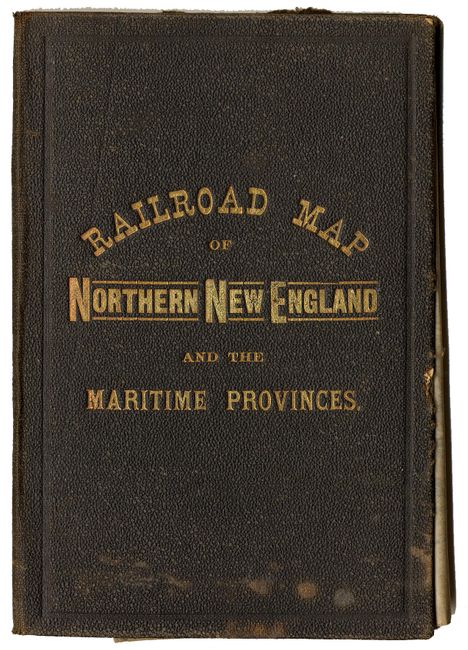 RAILROAD MAP
OF
NORTHERN NEW ENGLAND
AND THE
MARITIME PROVINCES.